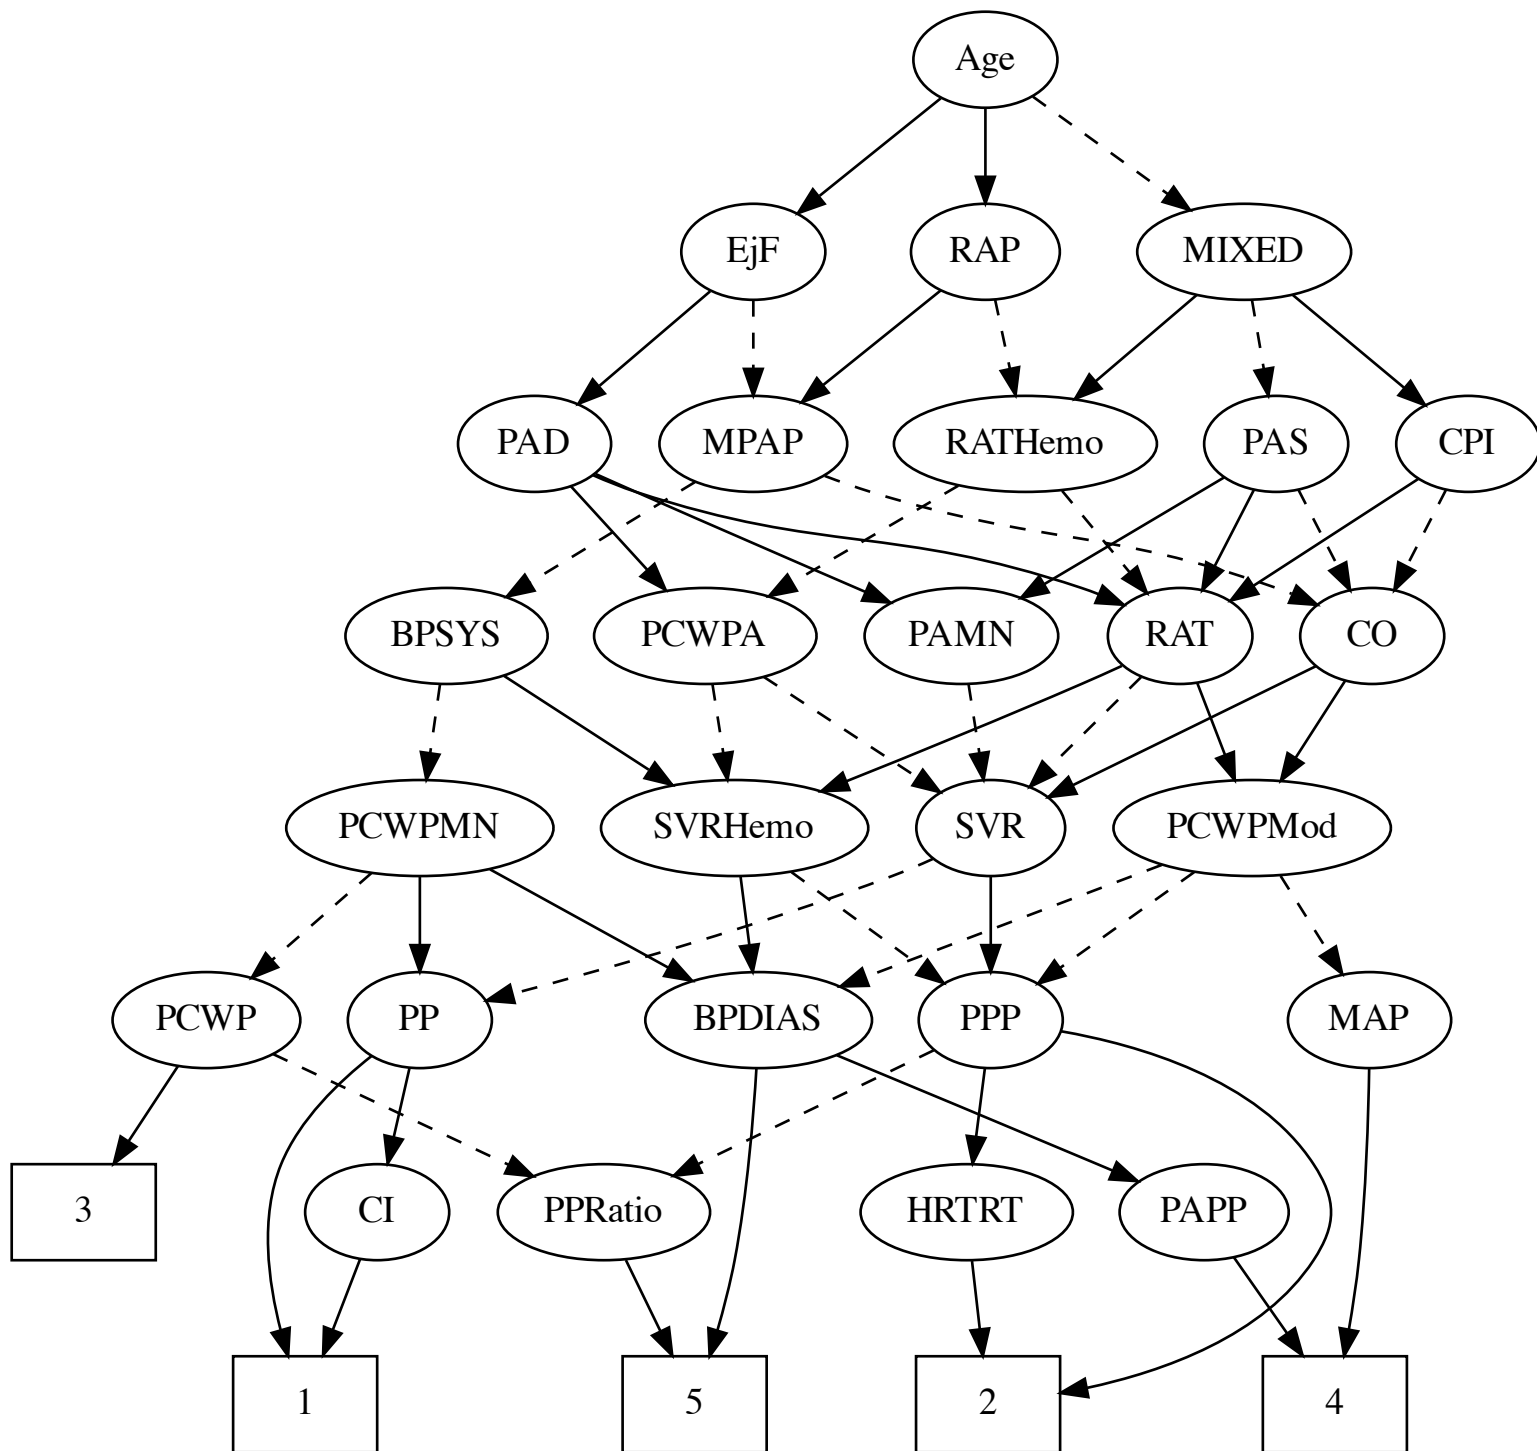 Age
EjF
RAP
MIXED
PAD
MPAP
RATHemo
PAS
CPI
BPSYS
PCWPA
PAMN
RAT
CO
PCWPMN
SVRHemo
SVR
PCWPMod
PCWP
PP
BPDIAS
PPP
MAP
3
CI
PPRatio
HRTRT
PAPP
1
5
2
4